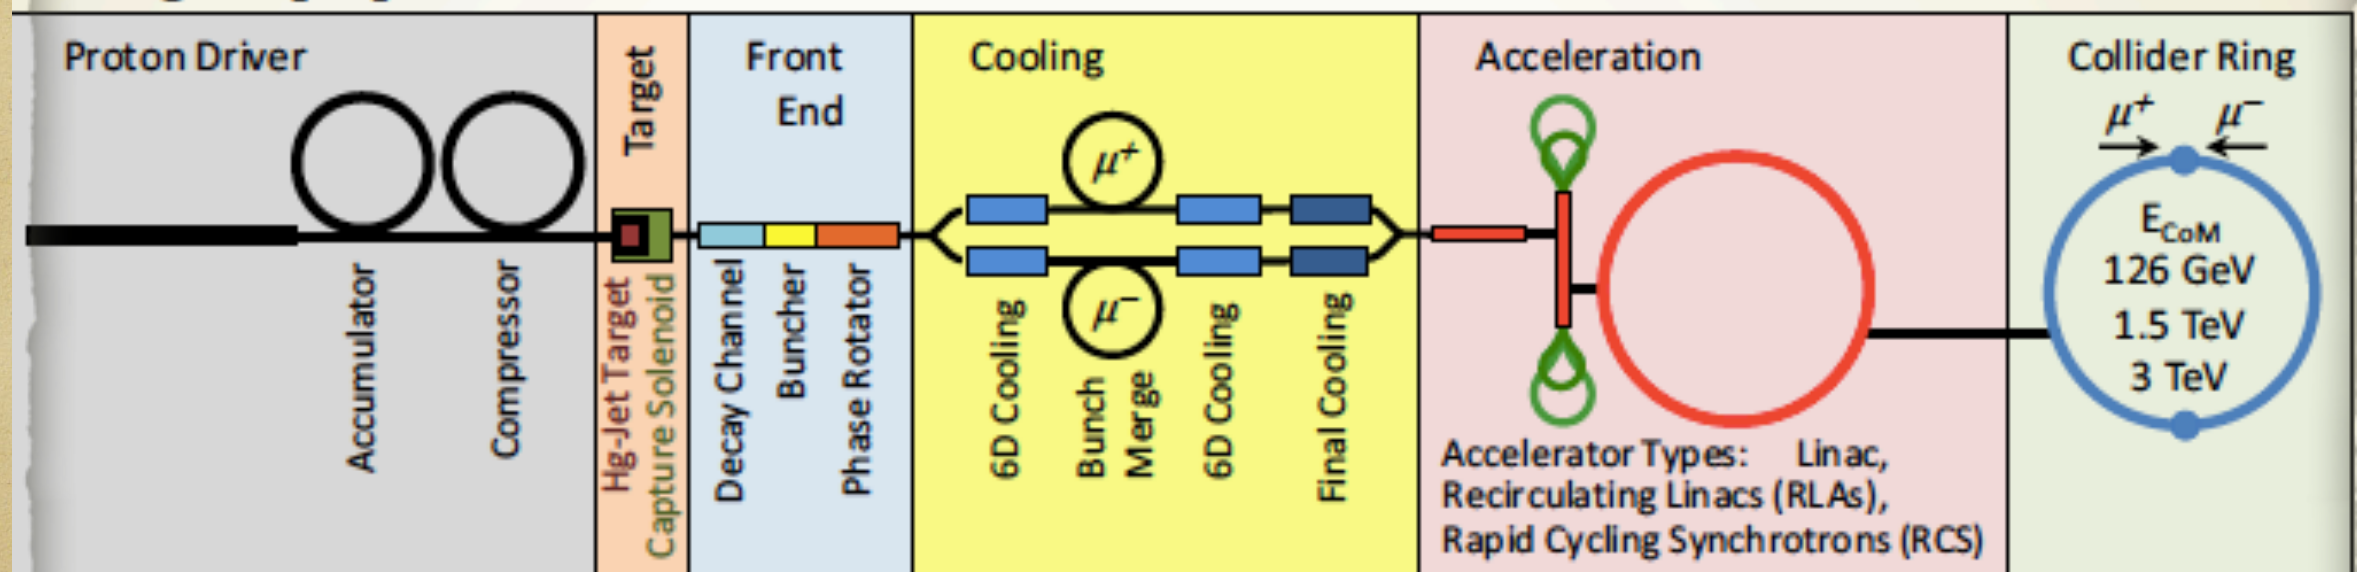 Proton Driver
Accumulator
Compressor
Target
Hg-Jet Target
Capture Solenoid
Front
End
Decay Channel
Buncher
Phase Rotator
Cooling
μ+
μ−
6D Cooling
Bunch
Merge
6D Cooling
Final Cooling
Acceleration
Accelerator Types: Linac,
Recirculating Linacs (RLAs),
Rapid Cycling Synchrotrons (RCS)
Collider Ring
μ+ μ−
ECoM
126 GeV
1.5 TeV
3 TeV